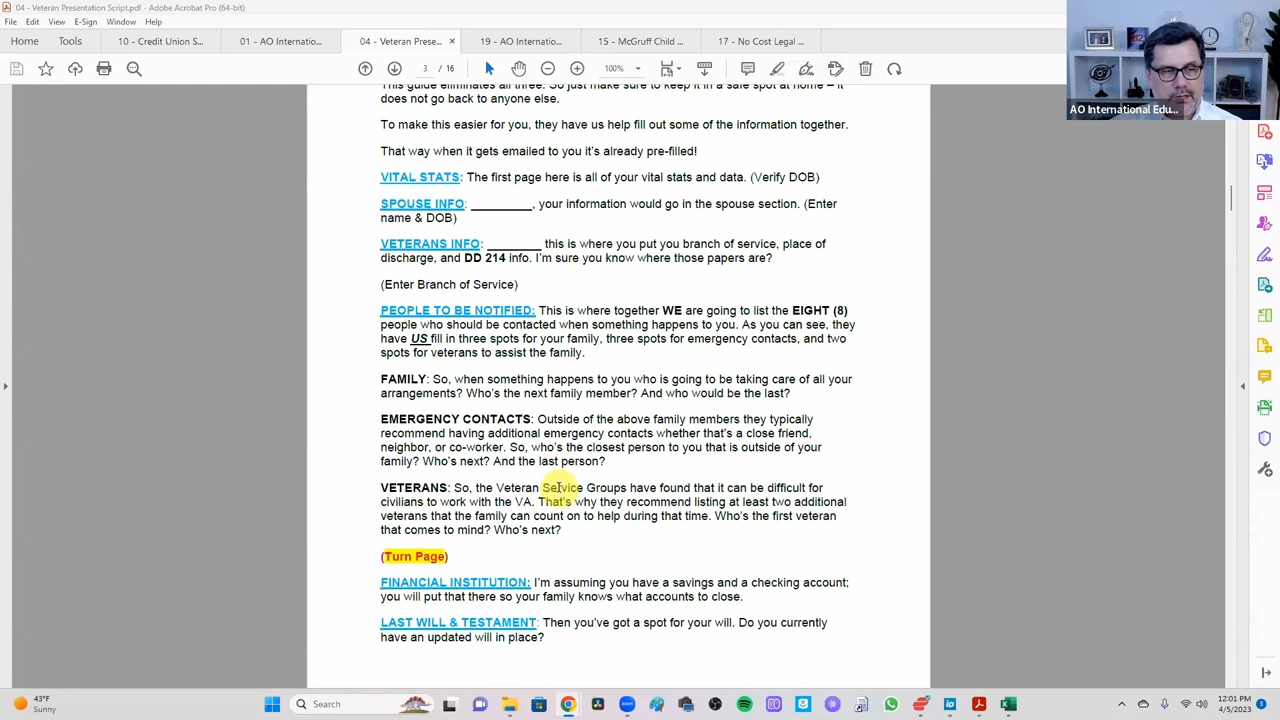 04 - Veteran Presentation Script.pdf - Adobe Acrobat Pro (64-bit)
File Edit View E-Sign Window Help
Home Tools 10 - Credit Union S... 01 - AO Internatio... 04 - Veteran Prese... × 19 - AO Internatio... 15 - McGruff Child ... 17 - No Cost Legal ...
3 / 16 100%
This guide eliminates all three. So just make sure to keep it in a safe spot at home – it
does not go back to anyone else.
To make this easier for you, they have us help fill out some of the information together.
That way when it gets emailed to you it's already pre-filled!
VITAL STATS: The first page here is all of your vital stats and data. (Verify DOB)
SPOUSE INFO: _________, your information would go in the spouse section. (Enter
name & DOB)
VETERANS INFO: ________ this is where you put you branch of service, place of
discharge, and DD 214 info. I'm sure you know where those papers are?
(Enter Branch of Service)
PEOPLE TO BE NOTIFIED: This is where together WE are going to list the EIGHT (8)
people who should be contacted when something happens to you. As you can see, they
have US fill in three spots for your family, three spots for emergency contacts, and two
spots for veterans to assist the family.
FAMILY: So, when something happens to you who is going to be taking care of all your
arrangements? Who's the next family member? And who would be the last?
EMERGENCY CONTACTS: Outside of the above family members they typically
recommend having additional emergency contacts whether that's a close friend,
neighbor, or co-worker. So, who's the closest person to you that is outside of your
family? Who's next? And the last person?
VETERANS: So, the Veteran Service Groups have found that it can be difficult for
civilians to work with the VA. That's why they recommend listing at least two additional
veterans that the family can count on to help during that time. Who's the first veteran
that comes to mind? Who's next?
(Turn Page)
FINANCIAL INSTITUTION: I'm assuming you have a savings and a checking account;
you will put that there so your family knows what accounts to close.
LAST WILL & TESTAMENT: Then you've got a spot for your will. Do you currently
have an updated will in place?
AO International Edu...
43°F
Sunny
Search
12:01 PM
4/5/2023